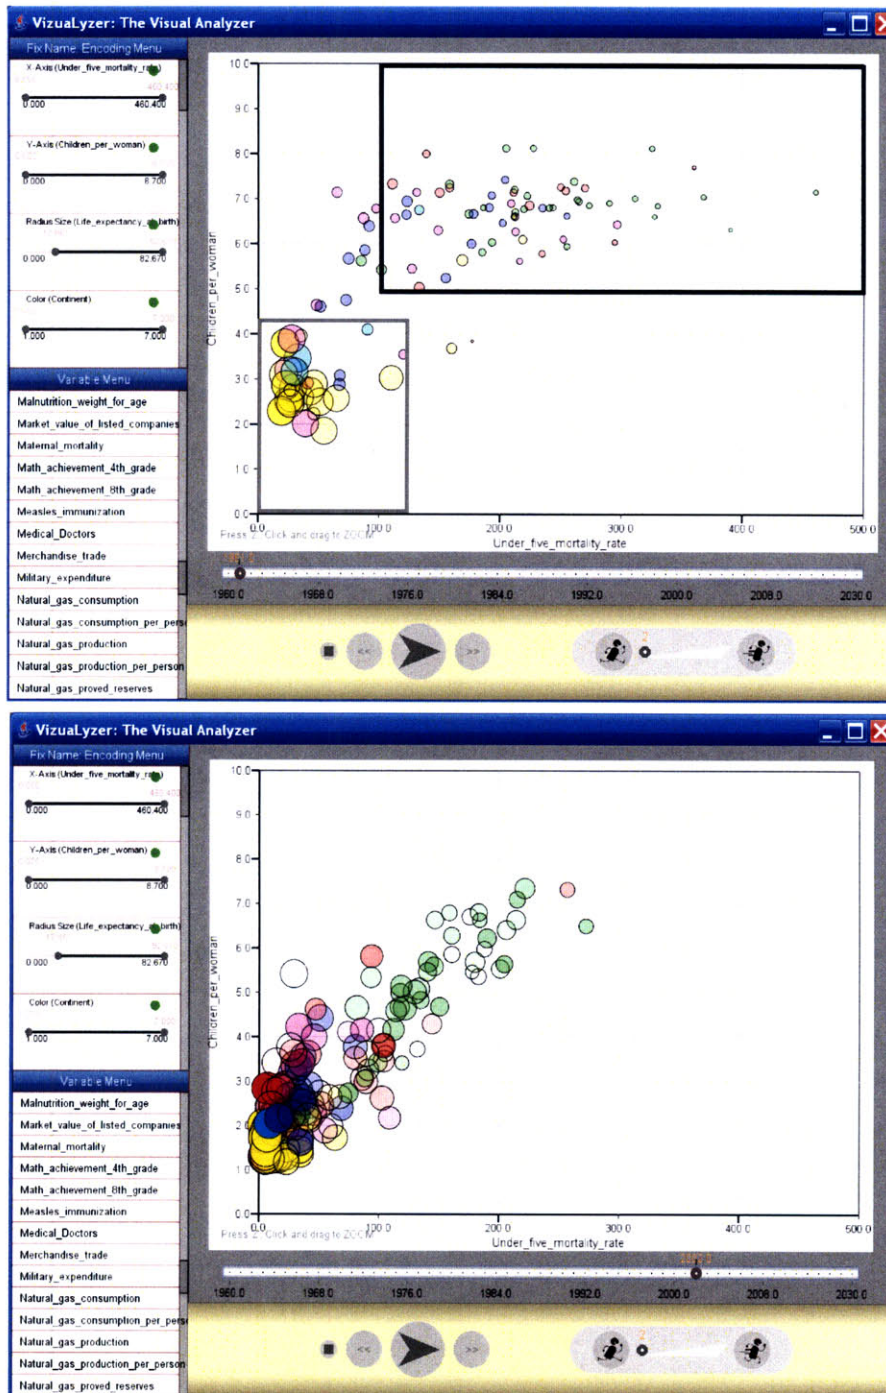 VizuaLyzer: The Visual Analyzer
Fix Name: Encoding Menu
X-Axis (Under_five_mortality_rate)
460.400
0.000 460.400
Y-Axis (Children_per_woman)
0.000 8.700
Radius Size (Life_expectancy_at_birth)
0.000 82.670
Color (Continent)
7.000
1.000 7.000
Variable Menu
Malnutrition_weight_for_age
Market_value_of_listed_companies
Maternal_mortality
Math_achievement_4th_grade
Math_achievement_8th_grade
Measles_immunization
Medical_Doctors
Merchandise_trade
Military_expenditure
Natural_gas_consumption
Natural_gas_consumption_per_pers
Natural_gas_production
Natural_gas_production_per_person
Natural_gas_proved_reserves
10.0
9.0
8.0
7.0
6.0
5.0
4.0
3.0
2.0
1.0
0.0
Children_per_woman
0.0 100.0 200.0 300.0 400.0 500.0
Press 'Z'. Click and drag to ZOOM
Under_five_mortality_rate
1960.0 1968.0 1976.0 1984.0 1992.0 2000.0 2008.0 2030.0
<< >> 2
VizuaLyzer: The Visual Analyzer
Fix Name: Encoding Menu
X-Axis (Under_five_mortality_rate)
460.400
0.000 460.400
Y-Axis (Children_per_woman)
0.000 8.700
Radius Size (Life_expectancy_at_birth)
0.000 82.670
Color (Continent)
7.000
1.000 7.000
Variable Menu
Malnutrition_weight_for_age
Market_value_of_listed_companies
Maternal_mortality
Math_achievement_4th_grade
Math_achievement_8th_grade
Measles_immunization
Medical_Doctors
Merchandise_trade
Military_expenditure
Natural_gas_consumption
Natural_gas_consumption_per_pers
Natural_gas_production
Natural_gas_production_per_person
Natural_gas_proved_reserves
10.0
9.0
8.0
7.0
6.0
5.0
4.0
3.0
2.0
1.0
0.0
Children_per_woman
0.0 100.0 200.0 300.0 400.0 500.0
Press 'Z'. Click and drag to ZOOM
Under_five_mortality_rate
1960.0 1968.0 1976.0 1984.0 1992.0 2000.0 2008.0 2030.0
<< >> 2